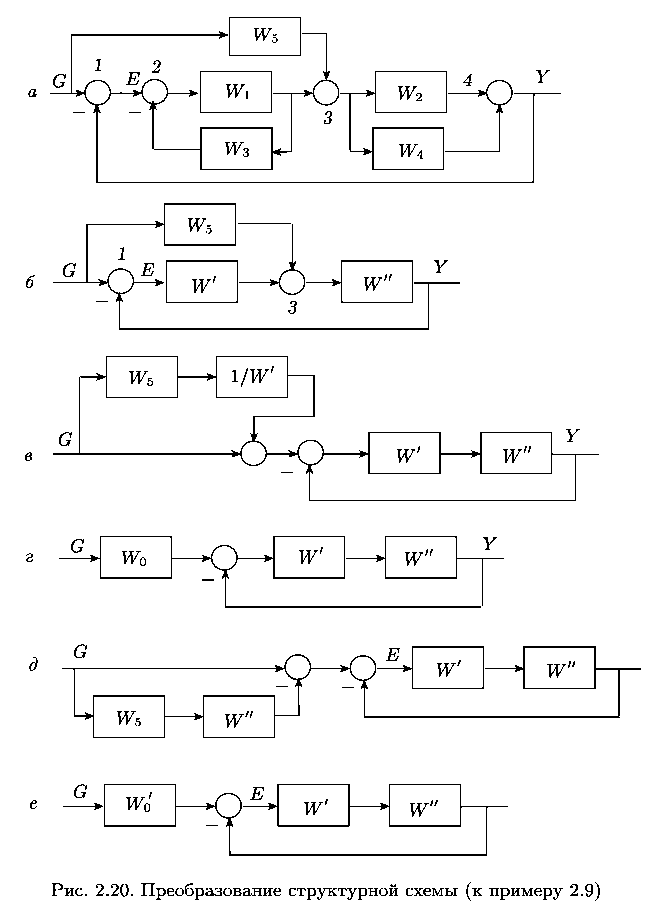 W₅
G 1 E 2 4 Y
а W₁ W₂
− − 3
W₃ W₄
W₅
1
G E Y
б W′ W″
− 3
W₅ 1/W′
G Y
в W′ W″
−
G Y
г W₀ W′ W″
−
G
д E W′ W″
− −
W₅ W″
G E
е W₀′ W′ W″
−
Рис. 2.20. Преобразование структурной схемы (к примеру 2.9)